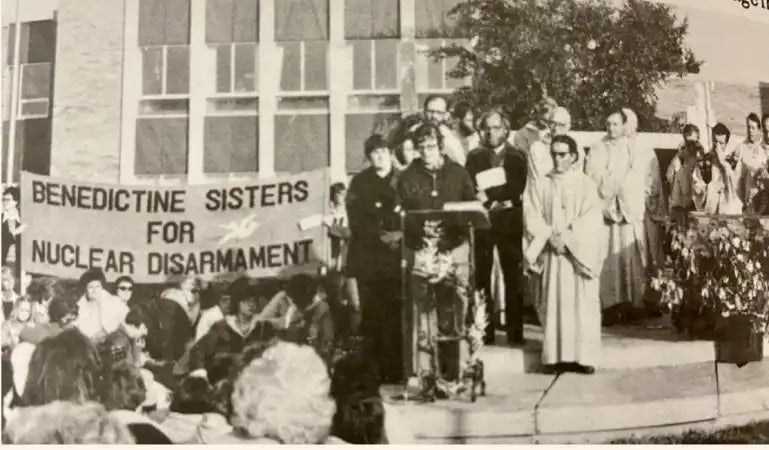 BENEDICTINE SISTERS
FOR
NUCLEAR DISARMAMENT